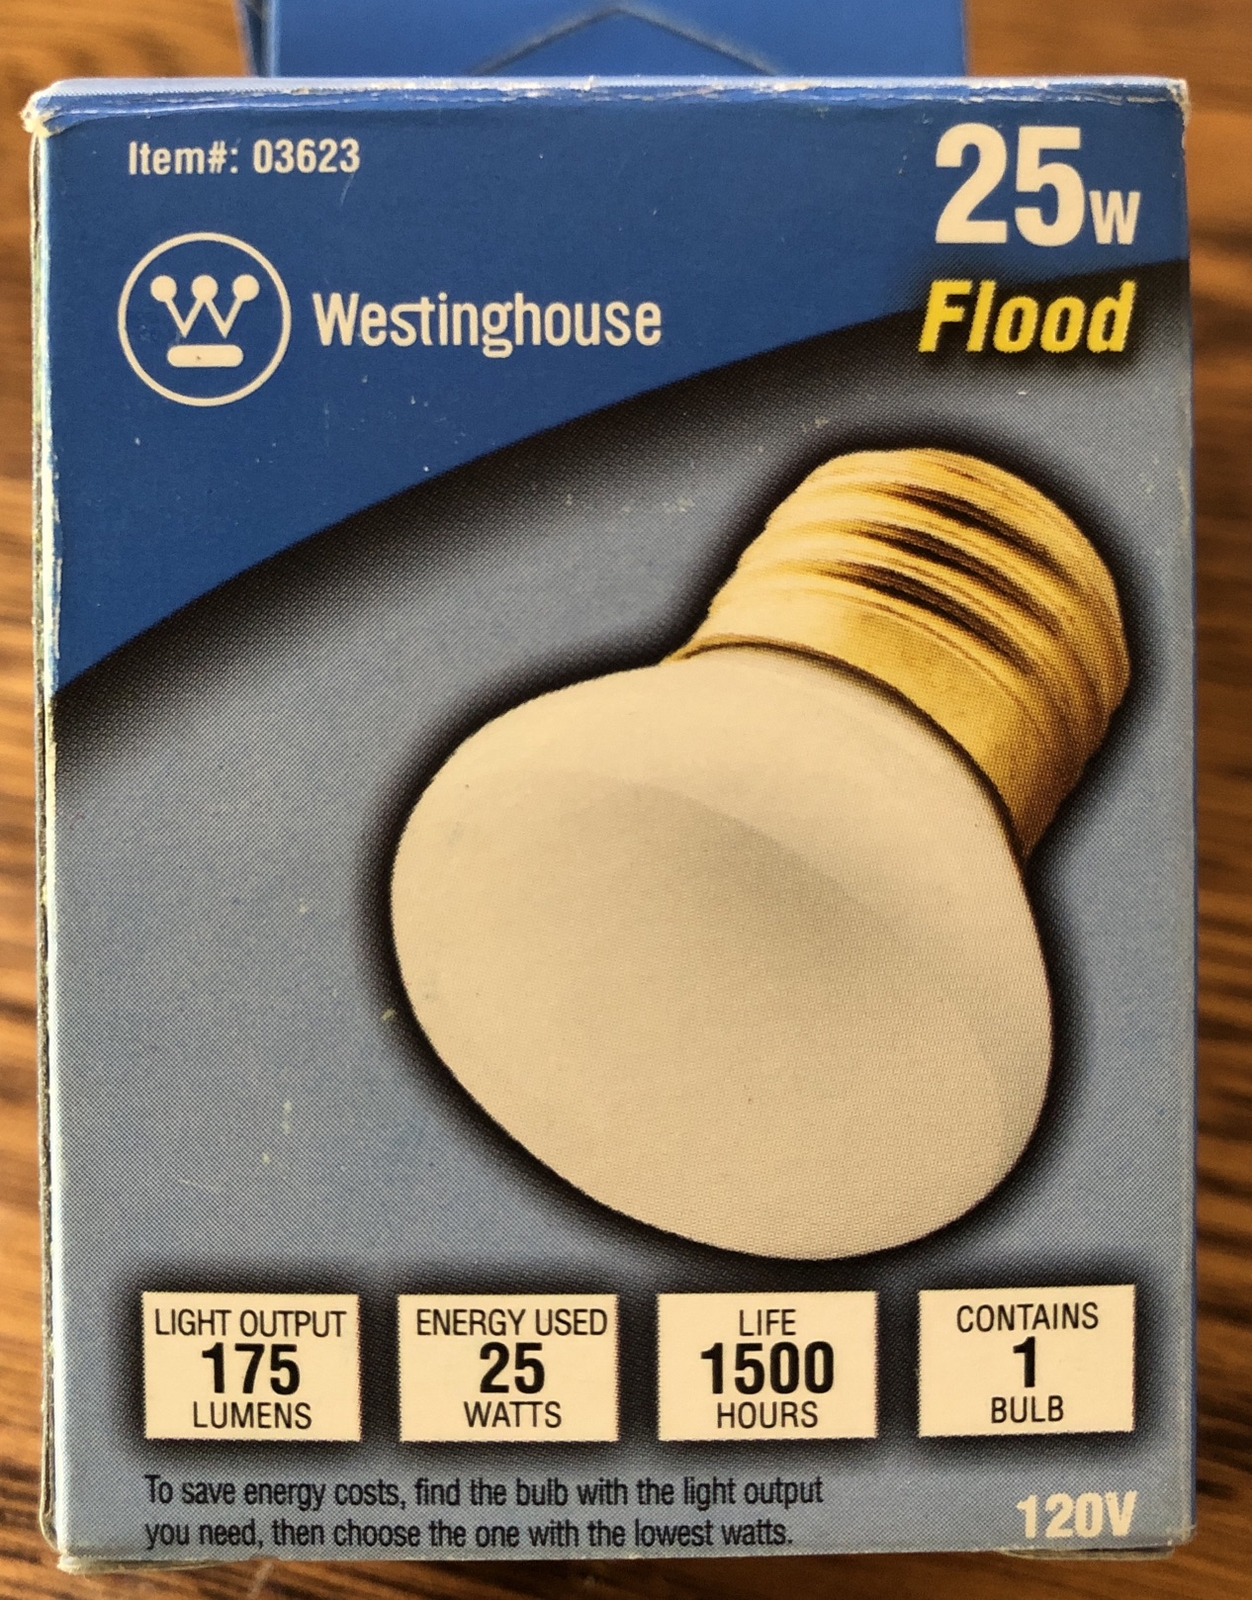 Item#: 03623
25W
Flood
Westinghouse
LIGHT OUTPUT
175
LUMENS
ENERGY USED
25
WATTS
LIFE
1500
HOURS
CONTAINS
1
BULB
To save energy costs, find the bulb with the light output
you need, then choose the one with the lowest watts.
120V